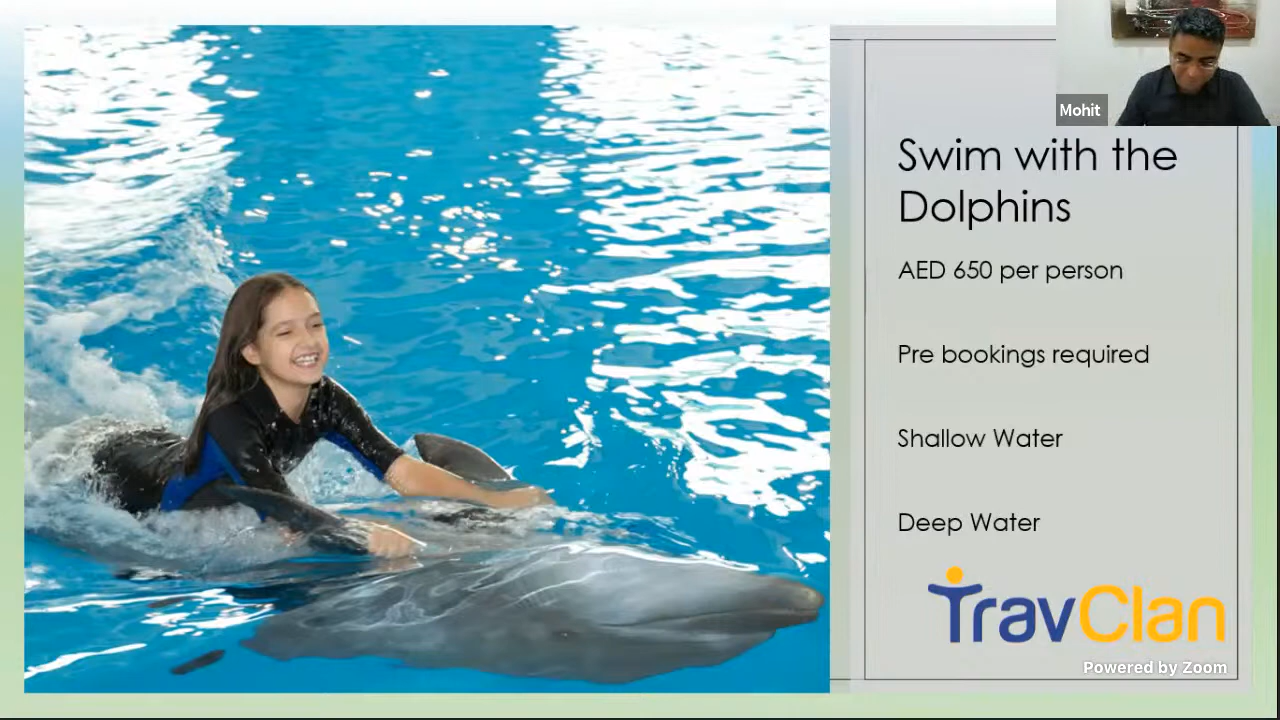 Mohit
Swim with the
Dolphins
AED 650 per person
Pre bookings required
Shallow Water
Deep Water
TravClan
Powered by Zoom